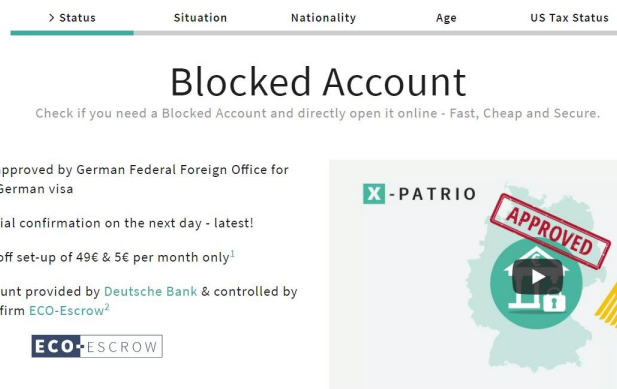 > Status Situation Nationality Age US Tax Status
Blocked Account
Check if you need a Blocked Account and directly open it online - Fast, Cheap and Secure.
approved by German Federal Foreign Office for
German visa
ial confirmation on the next day - latest!
off set-up of 49€ & 5€ per month only¹
unt provided by Deutsche Bank & controlled by
firm ECO-Escrow²
ECO-ESCROW
X-PATRIO
APPROVED